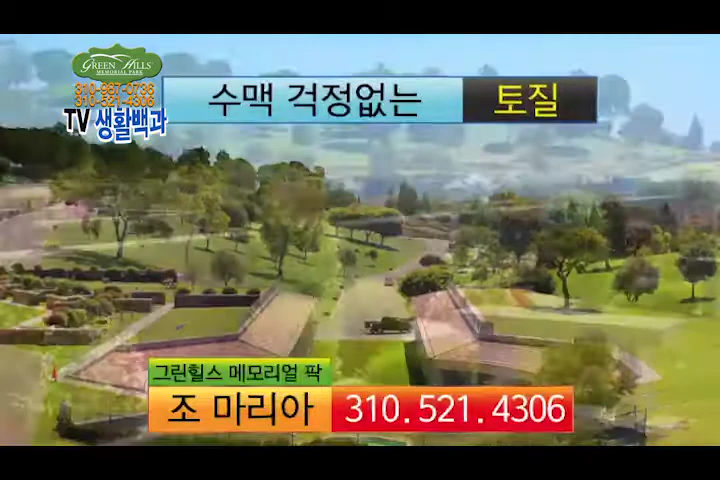 GREEN HILLS
MEMORIAL PARK
310-521-4306
TV 생활백과
수맥 걱정없는 토질
그린힐스 메모리얼 팍
조 마리아 310.521.4306